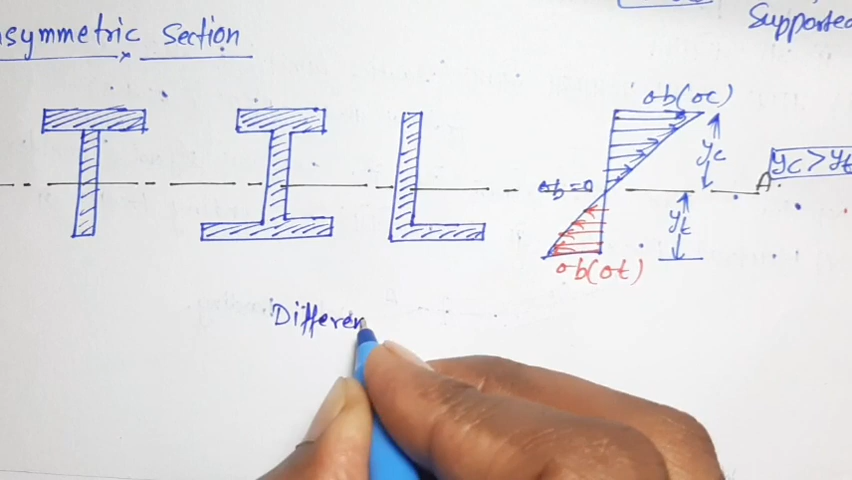 symmetric Section
Supported
σb(σc)
yc
yc>yt
σb=0
A
yt
σb(σt)
Differen